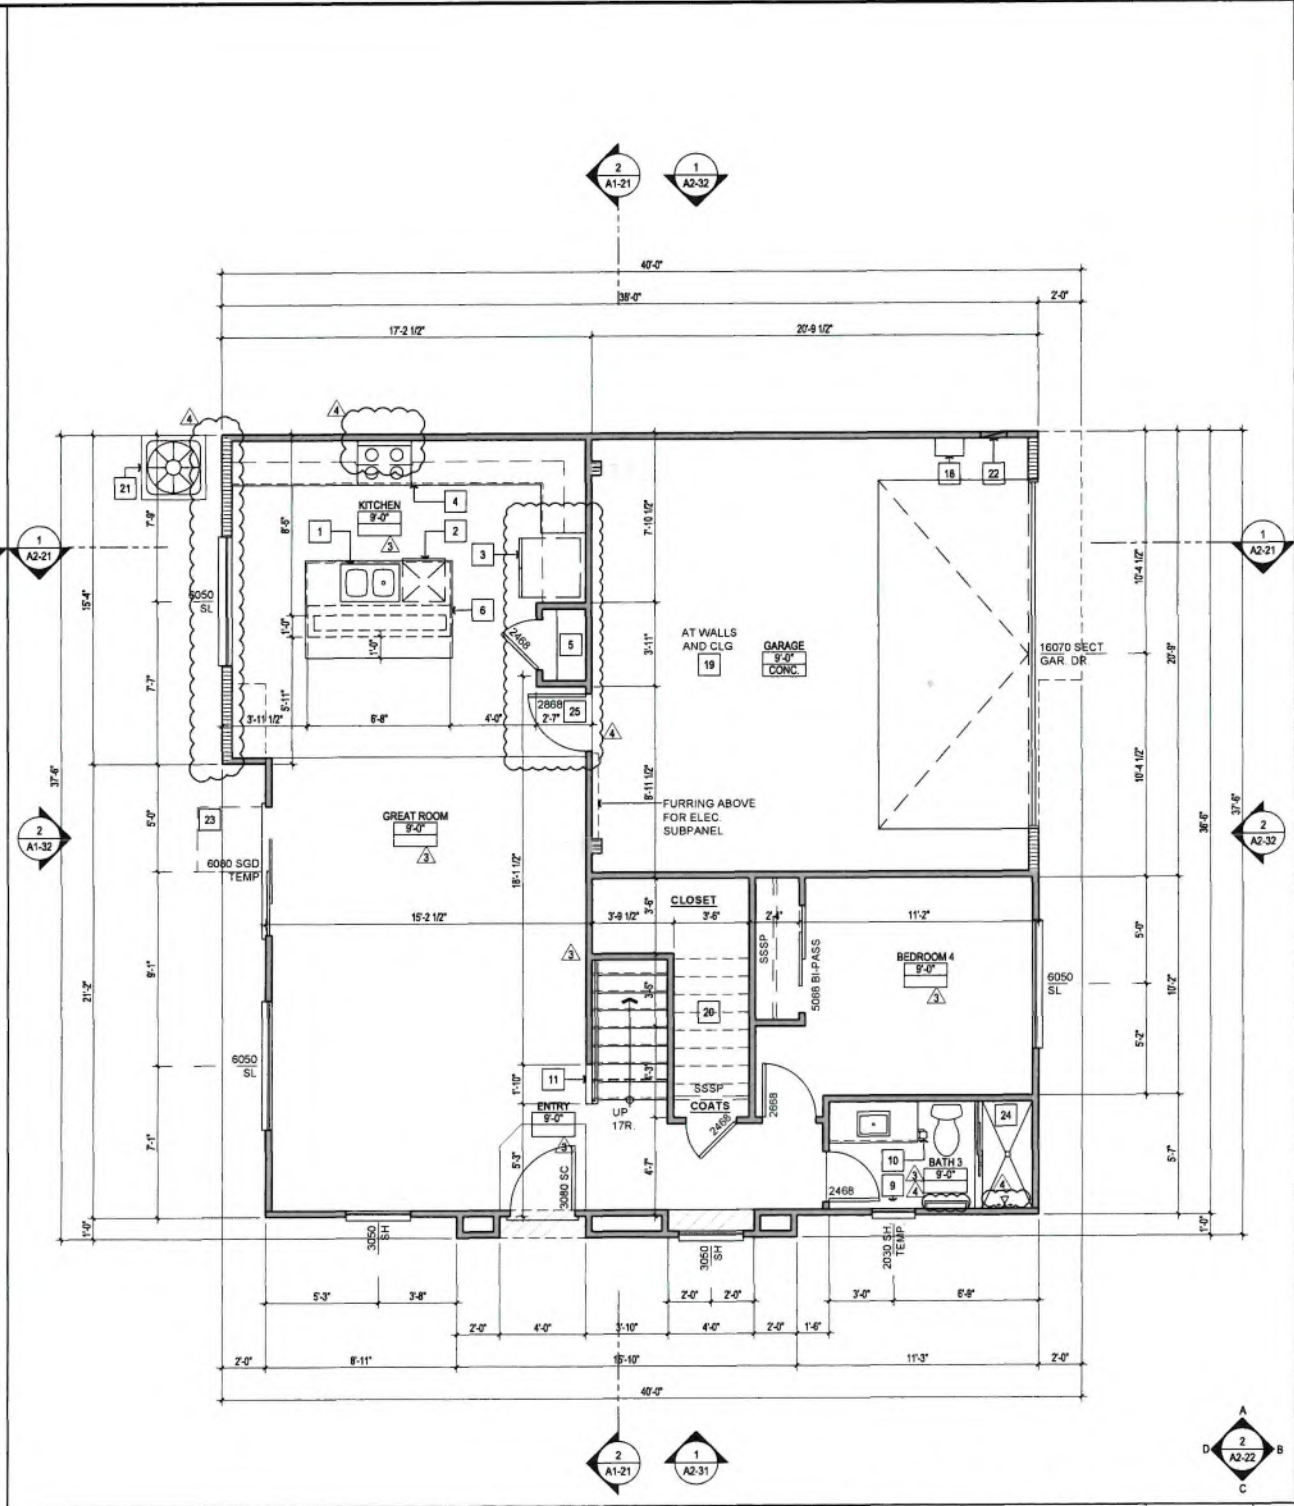 2
A1-21
1
A2-32
40'-0"
38'-0"
2'-0"
17'-2 1/2"
20'-9 1/2"
4
4
21
7'-9"
16
22
4
KITCHEN
9'-0"
3
8'-5"
1
2
3
7'-10 1/2"
1
A2-21
1
A2-21
10'-4 1/2"
15'-4"
6050
SL
6
1'-0"
1'-0"
2468
5
3'-11"
AT WALLS
AND CLG
19
GARAGE
9'-0"
CONC.
16070 SECT
GAR. DR.
20'-9"
7'-7"
5'-11"
3'-11 1/2"
6'-8"
4'-0"
2868
2'-7"
25
4
37'-6"
8'-11 1/2"
10'-4 1/2"
36'-6"
37'-6"
FURRING ABOVE
FOR ELEC.
SUBPANEL
GREAT ROOM
9'-0"
3
23
5'-0"
2
A1-32
2
A2-32
6080 SGD
TEMP
18'-1 1/2"
15'-2 1/2"
CLOSET
3'-6"
3'-9 1/2"
3'-6"
2'-4"
11'-2"
5'-0"
3
SSSP
5068 BI-PASS
BEDROOM 4
9'-0"
3
6050
SL
9'-1"
21'-2"
3'-5"
20
10'-2"
5'-2"
6050
SL
11
1'-10"
4'-3"
SSSP
COATS
2668
ENTRY
9'-0"
3
UP
17R.
2468
24
7'-1"
5'-3"
3080 SC
4'-7"
10
9
BATH 3
9'-0"
3
4
4
2468
5'-7"
1'-0"
1'-0"
3050
SH
3050
SH
2030 SH
TEMP
5'-3"
3'-8"
2'-0"
2'-0"
3'-0"
6'-9"
2'-0"
4'-0"
3'-10"
4'-0"
2'-0"
1'-6"
2'-0"
8'-11"
15'-10"
11'-3"
2'-0"
40'-0"
2
A1-21
1
A2-31
A
D
2
A2-22
B
C